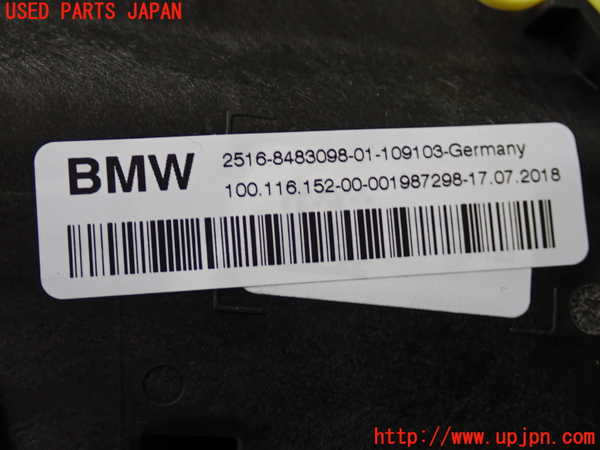 USED PARTS JAPAN
BMW
2516-8483098-01-109103-Germany
100.116.152-00-001987298-17.07.2018
UPJ
http://www.upjpn.com/